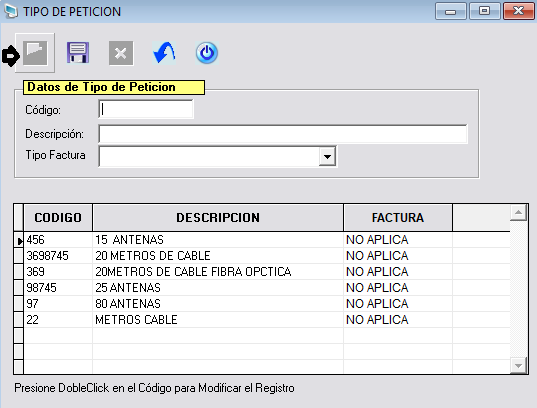 TIPO DE PETICION
Datos de Tipo de Peticion
Código:
Descripción:
Tipo Factura
CODIGO DESCRIPCION FACTURA
456 15 ANTENAS NO APLICA
3698745 20 METROS DE CABLE NO APLICA
369 20METROS DE CABLE FIBRA OPCTICA NO APLICA
98745 25 ANTENAS NO APLICA
97 80 ANTENAS NO APLICA
22 METROS CABLE NO APLICA
Presione DobleClick en el Código para Modificar el Registro